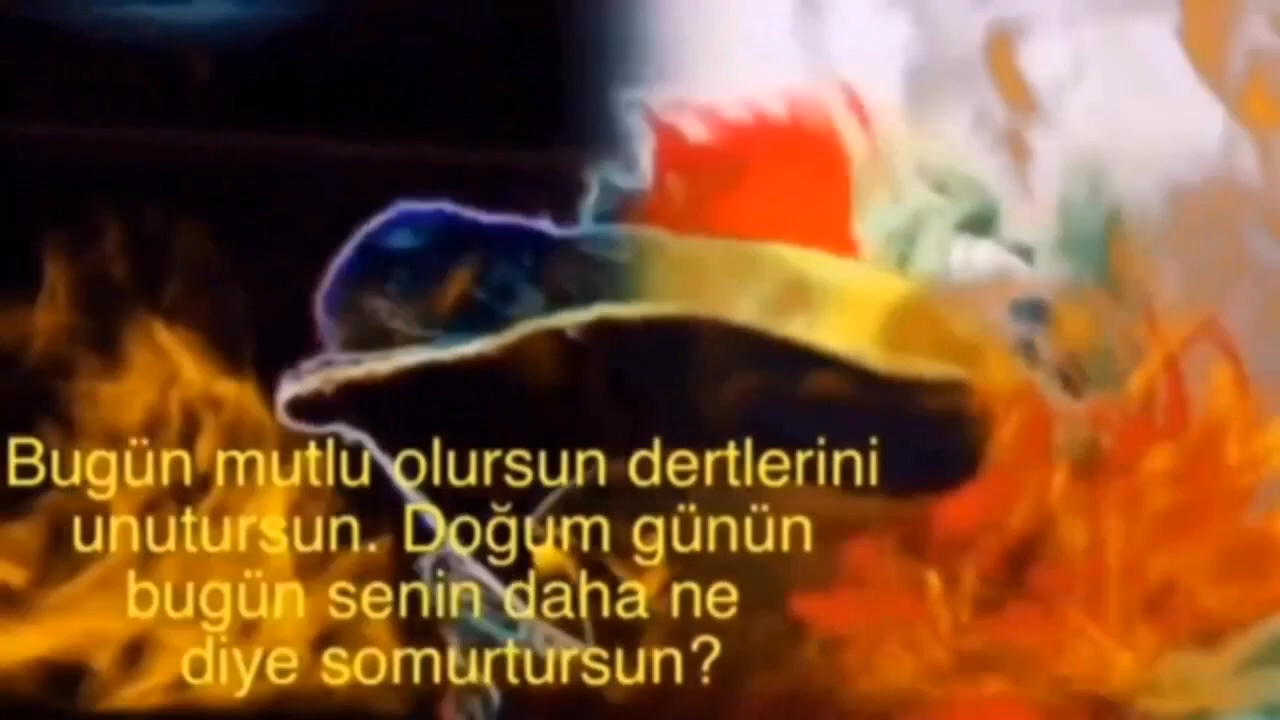 Bugün mutlu olursun dertlerini
unutursun. Doğum günün
bugün senin daha ne
diye somurtursun?